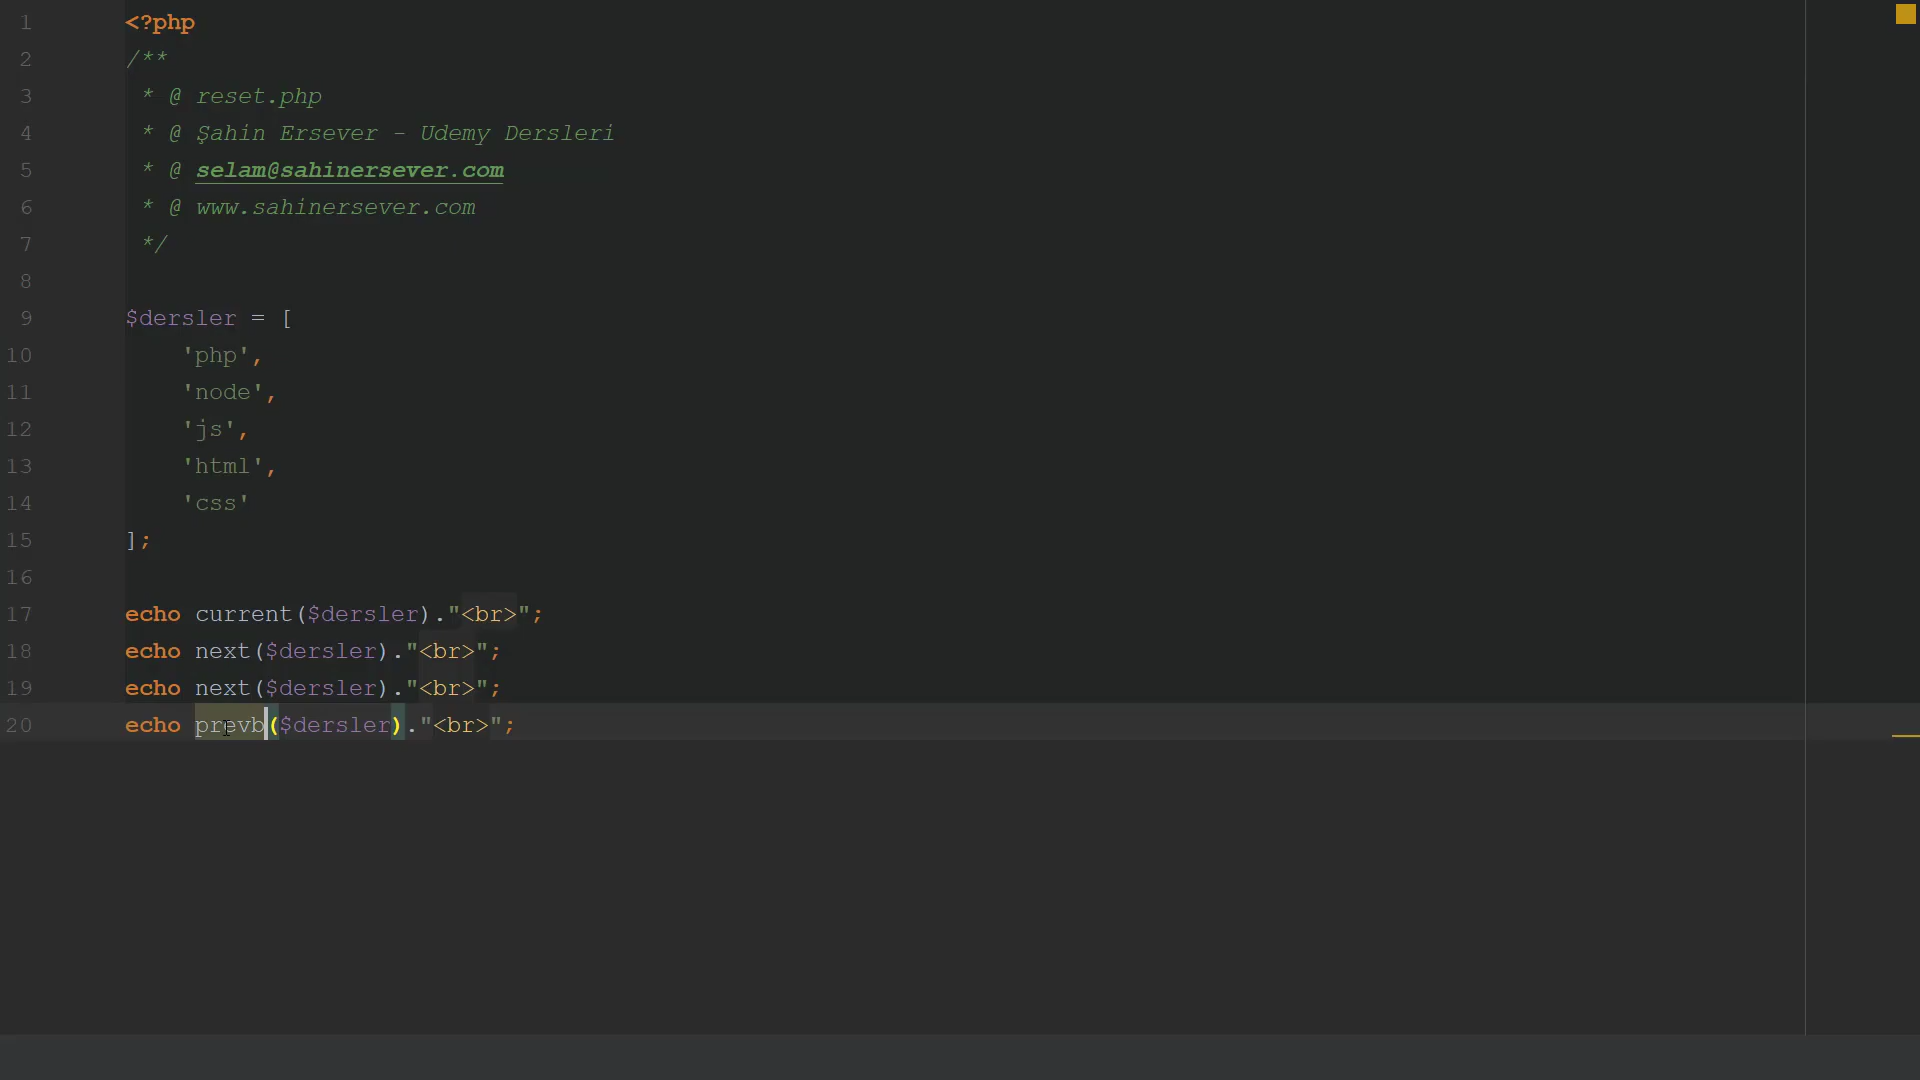 1 <?php
2 /**
3 * @ reset.php
4 * @ Şahin Ersever - Udemy Dersleri
5 * @ selam@sahinersever.com
6 * @ www.sahinersever.com
7 */
8
9 $dersler = [
10 'php',
11 'node',
12 'js',
13 'html',
14 'css'
15 ];
16
17 echo current($dersler)."<br>";
18 echo next($dersler)."<br>";
19 echo next($dersler)."<br>";
20 echo prevb($dersler)."<br>";